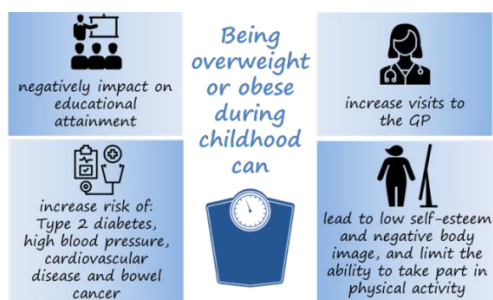 Being
overweight
or obese
during
childhood
can
negatively impact on
educational
attainment
increase visits to
the GP
increase risk of:
Type 2 diabetes,
high blood pressure,
cardiovascular
disease and bowel
cancer
lead to low self-esteem
and negative body
image, and limit the
ability to take part in
physical activity